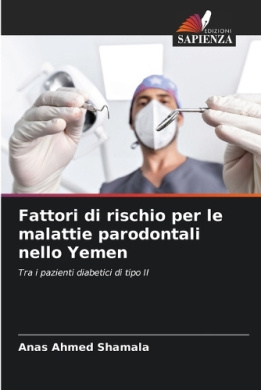 EDIZIONI
SAPIENZA
Fattori di rischio per le
malattie parodontali
nello Yemen
Tra i pazienti diabetici di tipo II
Anas Ahmed Shamala